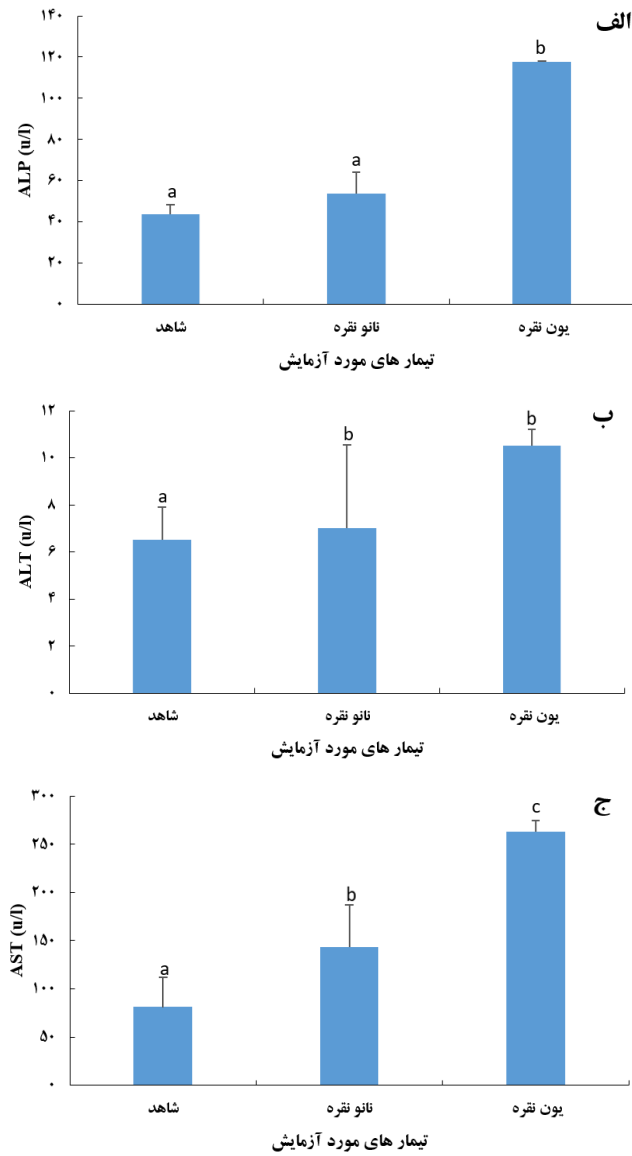 الف
ALP (u/l)
۱۴۰
۱۲۰
۱۰۰
۸۰
۶۰
۴۰
۲۰
۰
a
a
b
شاهد
نانو نقره
یون نقره
تیمار های مورد آزمایش
ب
ALT (u/l)
۱۲
۱۰
۸
۶
۴
۲
۰
a
b
b
شاهد
نانو نقره
یون نقره
تیمار های مورد آزمایش
ج
AST (u/l)
۳۰۰
۲۵۰
۲۰۰
۱۵۰
۱۰۰
۵۰
۰
a
b
c
شاهد
نانو نقره
یون نقره
تیمار های مورد آزمایش